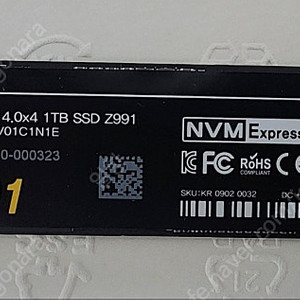 4.0x4 1TB SSD Z991
V01C1N1E
0-000323
1
NVM Express
KC FC RoHS
COMPLIANT
SKU:KR 0902 0032
DC +